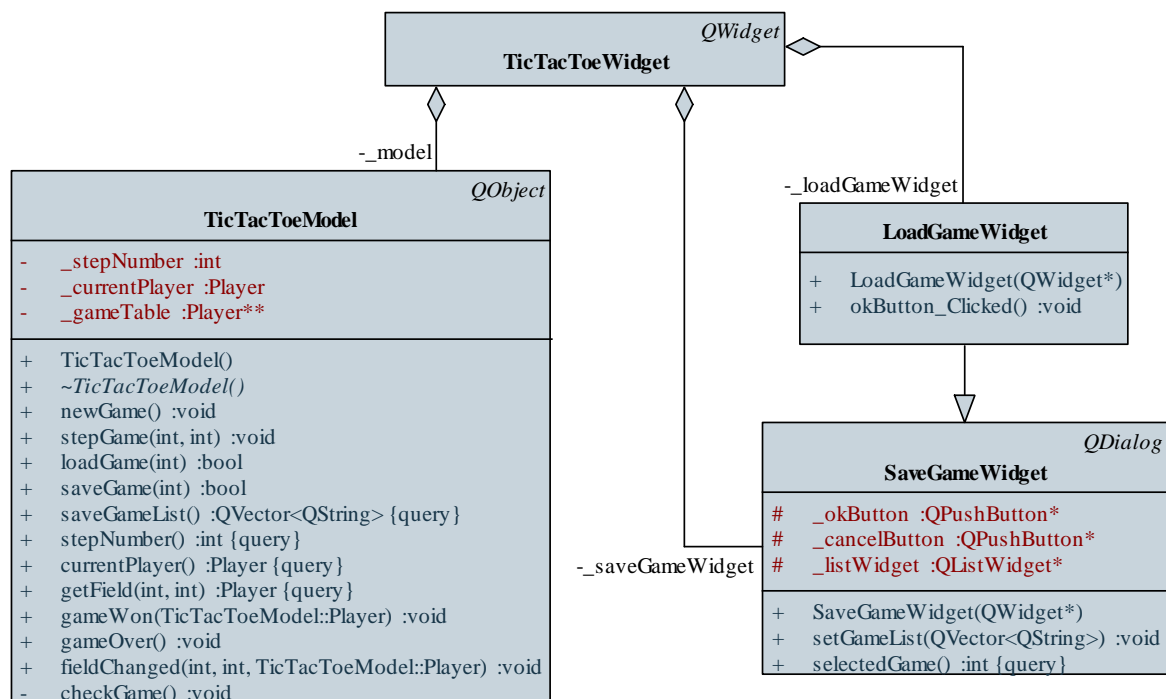 QWidget
TicTacToeWidget
-_model
-_loadGameWidget
QObject
TicTacToeModel
- _stepNumber :int
- _currentPlayer :Player
- _gameTable :Player**
+ TicTacToeModel()
+ ~TicTacToeModel()
+ newGame() :void
+ stepGame(int, int) :void
+ loadGame(int) :bool
+ saveGame(int) :bool
+ saveGameList() :QVector<QString> {query}
+ stepNumber() :int {query}
+ currentPlayer() :Player {query}
+ getField(int, int) :Player {query}
+ gameWon(TicTacToeModel::Player) :void
+ gameOver() :void
+ fieldChanged(int, int, TicTacToeModel::Player) :void
- checkGame() :void
LoadGameWidget
+ LoadGameWidget(QWidget*)
+ okButton_Clicked() :void
-_saveGameWidget
QDialog
SaveGameWidget
# _okButton :QPushButton*
# _cancelButton :QPushButton*
# _listWidget :QListWidget*
+ SaveGameWidget(QWidget*)
+ setGameList(QVector<QString>) :void
+ selectedGame() :int {query}